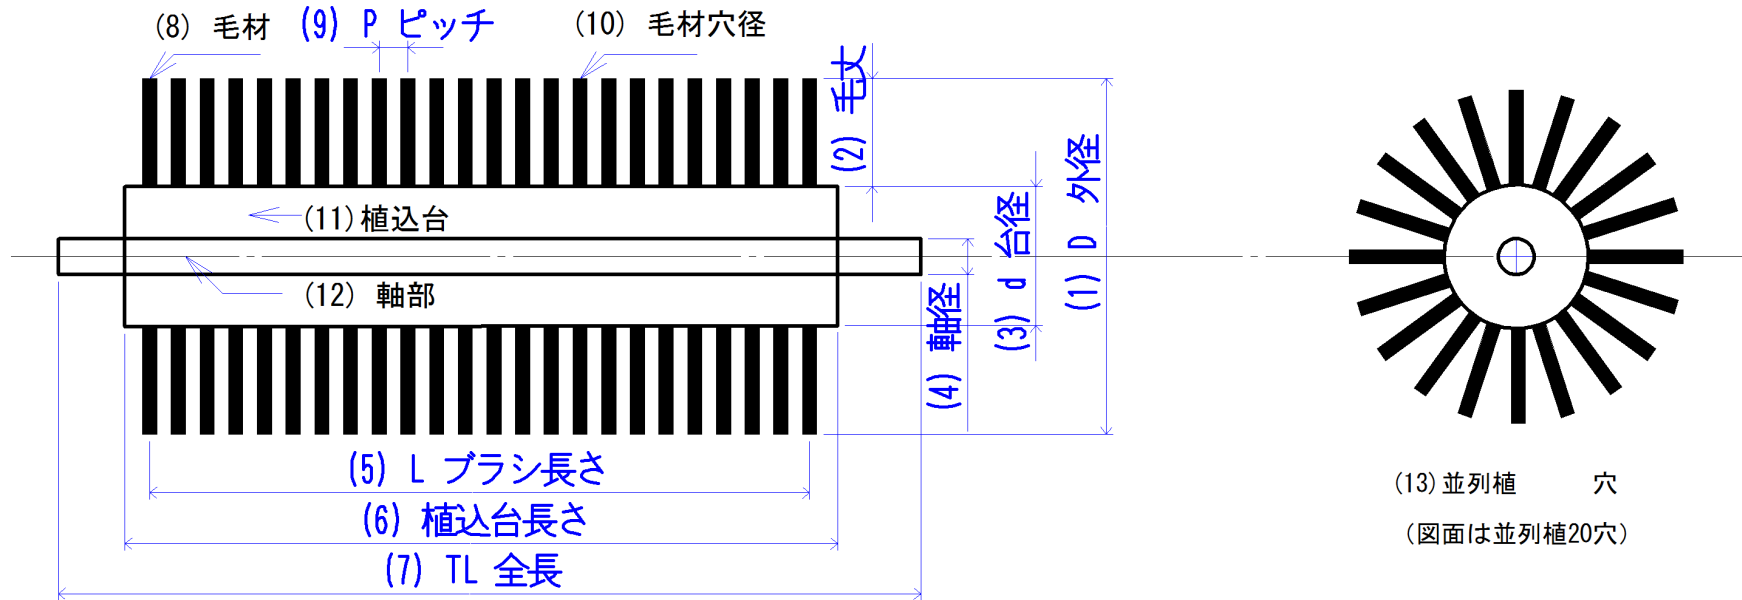 (8) 毛材
(9) P ピッチ
(10) 毛材穴径
(2) 毛丈
(1) D 外径
(3) d 台径
(4) 軸径
(11)植込台
(12) 軸部
(5) L ブラシ長さ
(6) 植込台長さ
(7) TL 全長
(13)並列植 穴
(図面は並列植20穴)